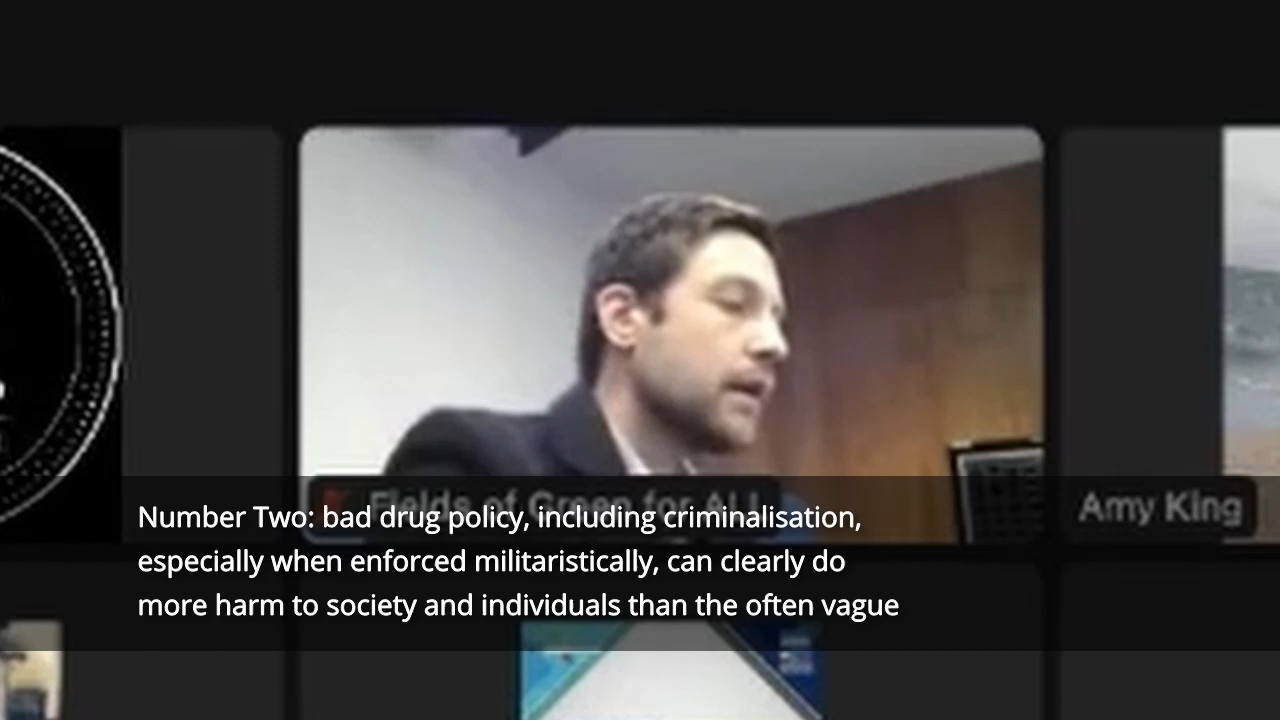 Fields of Green for ALL
Amy King
Number Two: bad drug policy, including criminalisation,
especially when enforced militaristically, can clearly do
more harm to society and individuals than the often vague